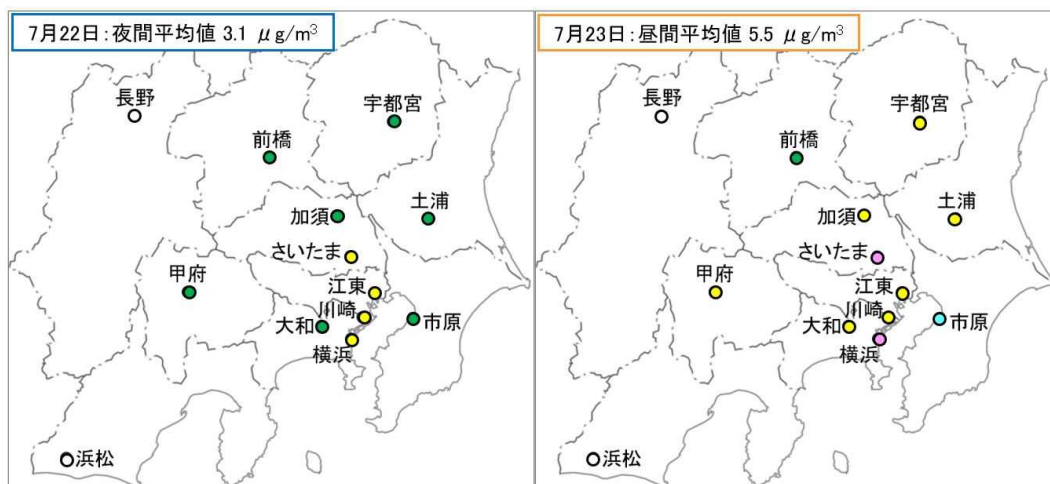 7月22日：夜間平均値 3.1 μg/m³
長野
宇都宮
前橋
加須
土浦
さいたま
甲府
江東
川崎
大和
市原
横浜
浜松
7月23日：昼間平均値 5.5 μg/m³
長野
宇都宮
前橋
加須
土浦
さいたま
甲府
江東
川崎
大和
市原
横浜
浜松